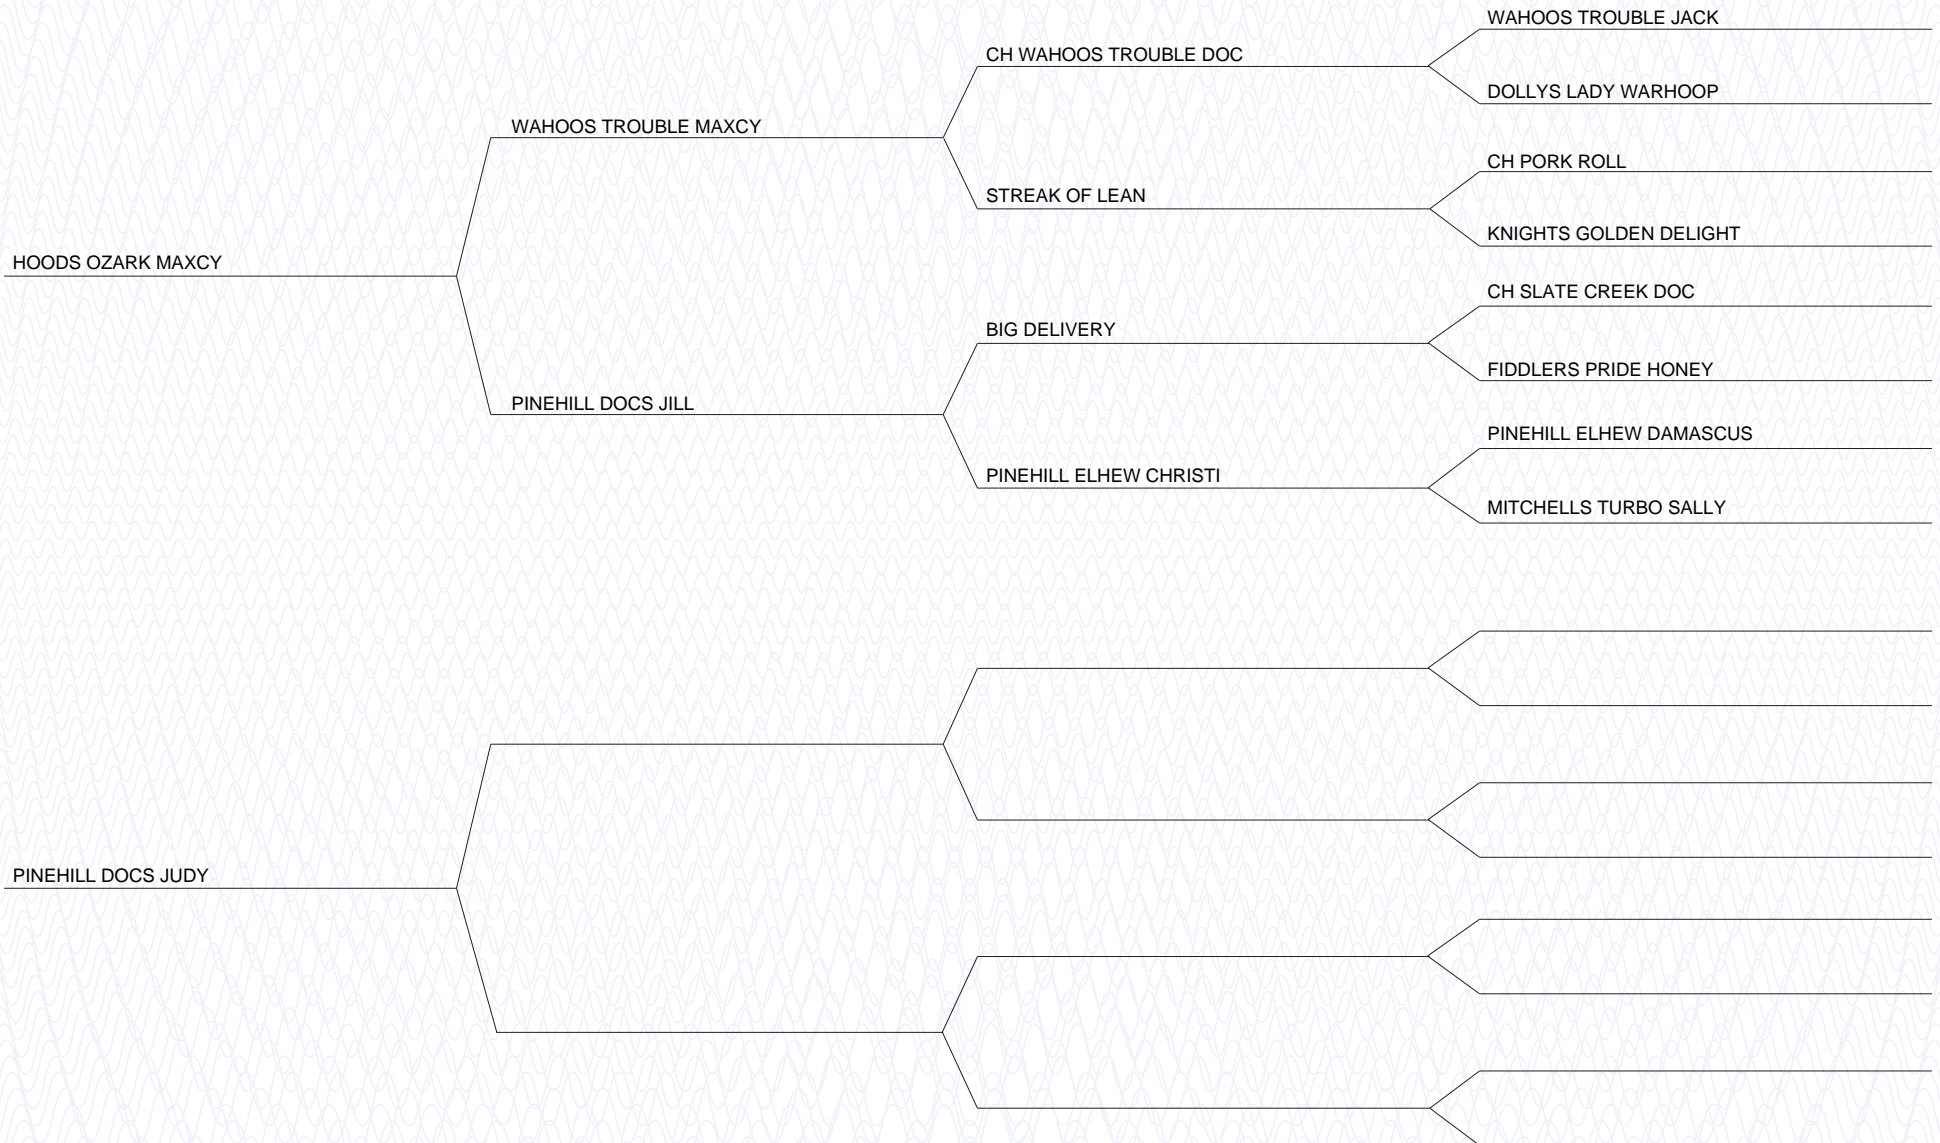 WAHOOS TROUBLE JACK
CH WAHOOS TROUBLE DOC
DOLLYS LADY WARHOOP
WAHOOS TROUBLE MAXCY
CH PORK ROLL
STREAK OF LEAN
KNIGHTS GOLDEN DELIGHT
HOODS OZARK MAXCY
CH SLATE CREEK DOC
BIG DELIVERY
FIDDLERS PRIDE HONEY
PINEHILL DOCS JILL
PINEHILL ELHEW DAMASCUS
PINEHILL ELHEW CHRISTI
MITCHELLS TURBO SALLY
PINEHILL DOCS JUDY